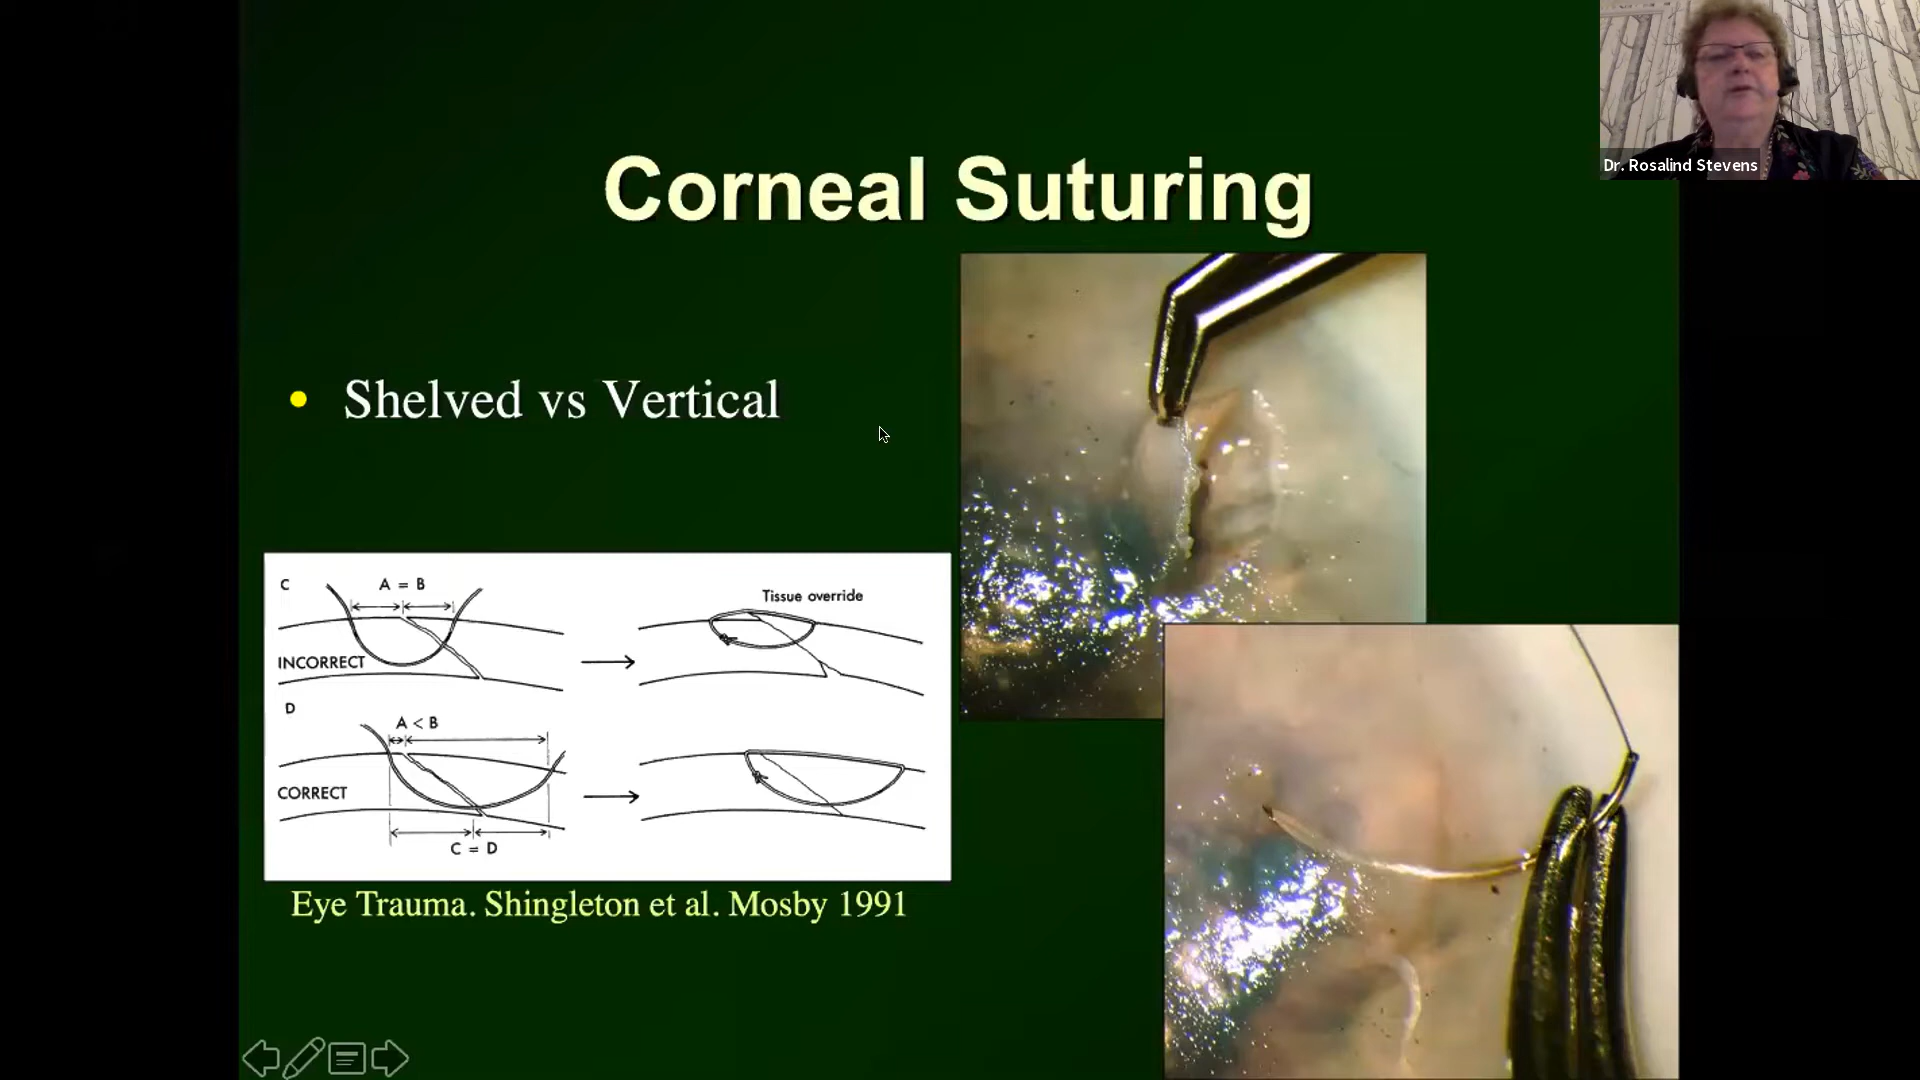 Corneal Suturing
Dr. Rosalind Stevens
• Shelved vs Vertical
C
A = B
Tissue override
INCORRECT
D
A < B
CORRECT
C = D
Eye Trauma. Shingleton et al. Mosby 1991